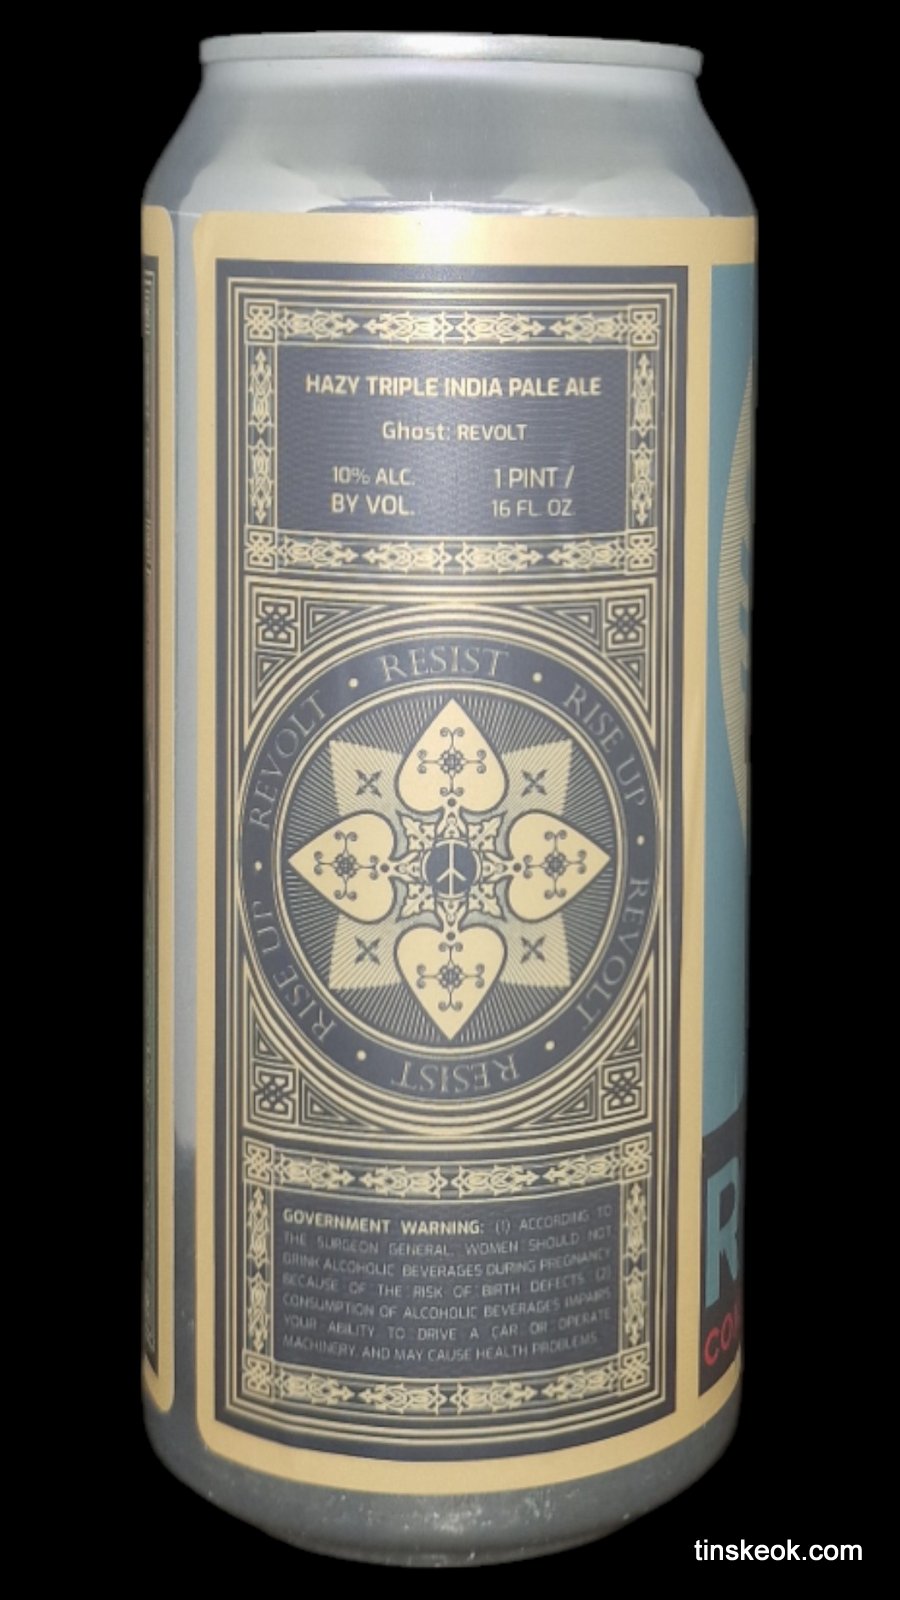 HAZY TRIPLE INDIA PALE ALE
Ghost: REVOLT
10% ALC. BY VOL.
1 PINT / 16 FL. OZ.
RESIST • RISE UP • REVOLT • RESIST • RISE UP • REVOLT •
GOVERNMENT WARNING: (1) ACCORDING TO
THE SURGEON GENERAL, WOMEN SHOULD NOT
DRINK ALCOHOLIC BEVERAGES DURING PREGNANCY
BECAUSE OF THE RISK OF BIRTH DEFECTS. (2)
CONSUMPTION OF ALCOHOLIC BEVERAGES IMPAIRS
YOUR ABILITY TO DRIVE A CAR OR OPERATE
MACHINERY, AND MAY CAUSE HEALTH PROBLEMS.
tinskeok.com